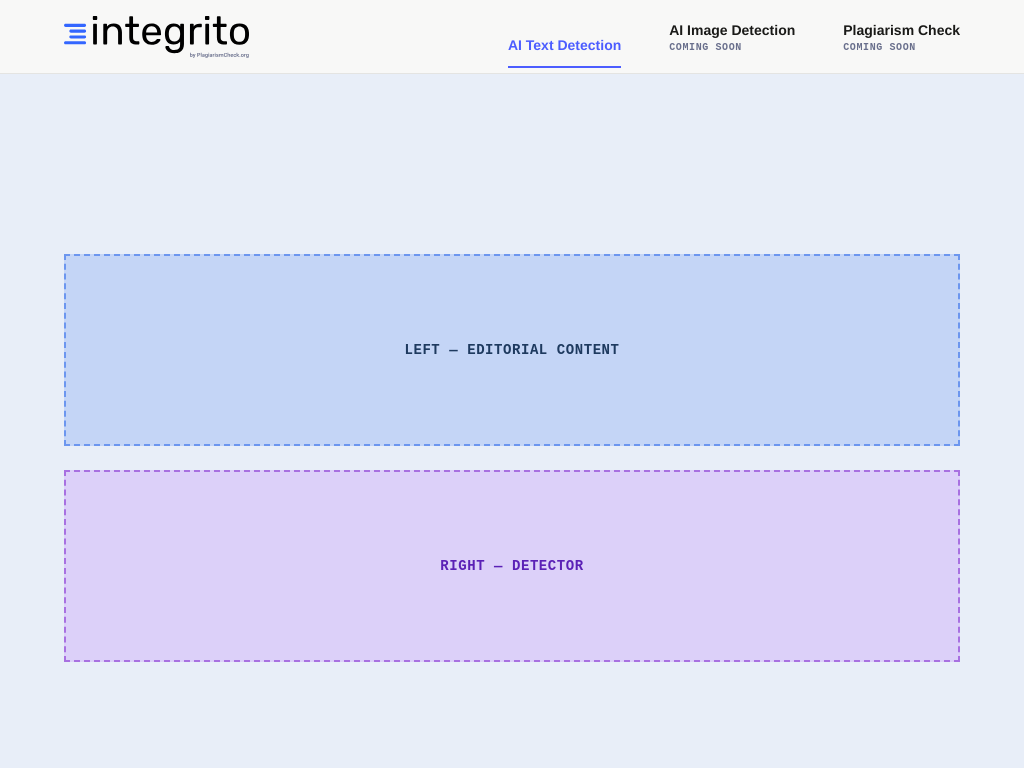 integrito
by PlagiarismCheck.org
AI Text Detection
AI Image Detection
COMING SOON
Plagiarism Check
COMING SOON
LEFT — EDITORIAL CONTENT
RIGHT — DETECTOR